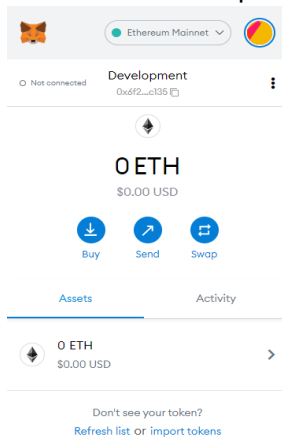 Ethereum Mainnet
Not connected
Development
0x6f2...c135
0 ETH
$0.00 USD
Buy Send Swap
Assets Activity
0 ETH
$0.00 USD
Don't see your token?
Refresh list or import tokens